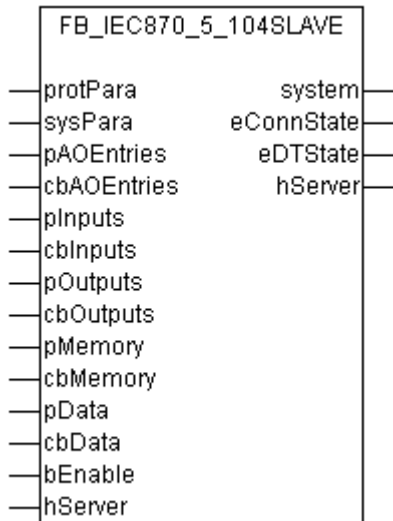 FB_IEC870_5_104SLAVE
protPara system
sysPara eConnState
pAOEntries eDTState
cbAOEntries hServer
pInputs
cbInputs
pOutputs
cbOutputs
pMemory
cbMemory
pData
cbData
bEnable
hServer